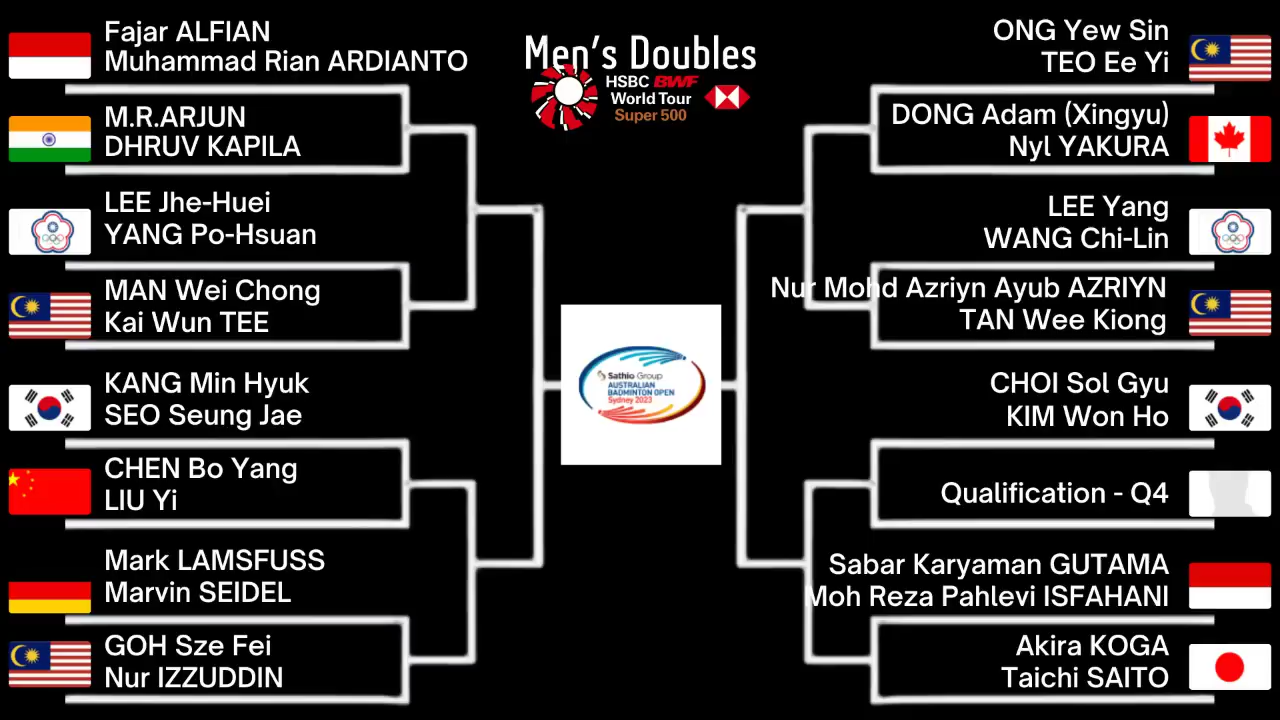 Men's Doubles
HSBC BWF
World Tour
Super 500
Fajar ALFIAN
Muhammad Rian ARDIANTO
M.R.ARJUN
DHRUV KAPILA
LEE Jhe-Huei
YANG Po-Hsuan
MAN Wei Chong
Kai Wun TEE
KANG Min Hyuk
SEO Seung Jae
CHEN Bo Yang
LIU Yi
Mark LAMSFUSS
Marvin SEIDEL
GOH Sze Fei
Nur IZZUDDIN
Sathio Group
AUSTRALIAN
BADMINTON OPEN
Sydney 2023
ONG Yew Sin
TEO Ee Yi
DONG Adam (Xingyu)
Nyl YAKURA
LEE Yang
WANG Chi-Lin
Nur Mohd Azriyn Ayub AZRIYN
TAN Wee Kiong
CHOI Sol Gyu
KIM Won Ho
Qualification - Q4
Sabar Karyaman GUTAMA
Moh Reza Pahlevi ISFAHANI
Akira KOGA
Taichi SAITO